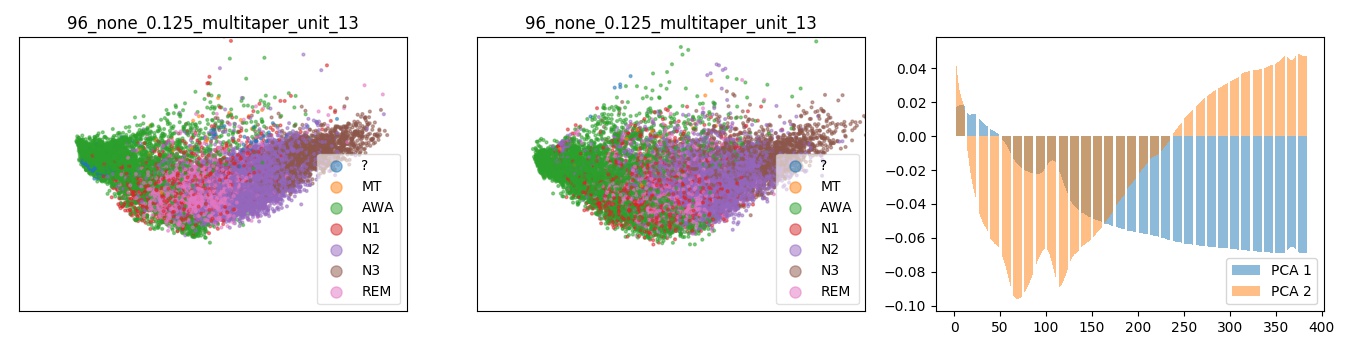 96_none_0.125_multitaper_unit_13
?
MT
AWA
N1
N2
N3
REM
96_none_0.125_multitaper_unit_13
?
MT
AWA
N1
N2
N3
REM
0.04
0.02
0.00
−0.02
−0.04
−0.06
−0.08
−0.10
0
50
100
150
200
250
300
350
400
PCA 1
PCA 2